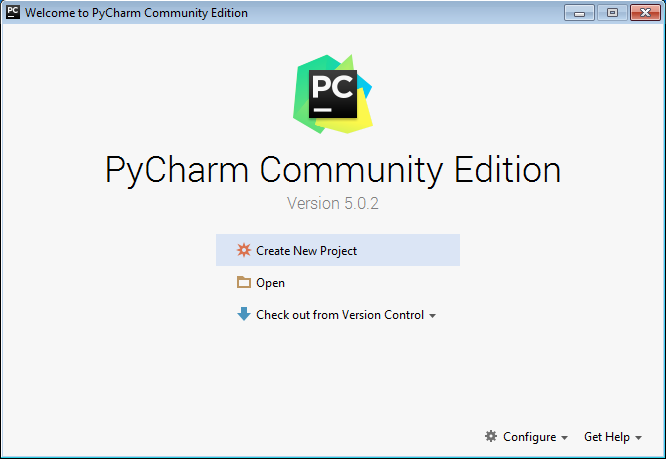 PC Welcome to PyCharm Community Edition
PC
PyCharm Community Edition
Version 5.0.2
Create New Project
Open
Check out from Version Control
Configure Get Help